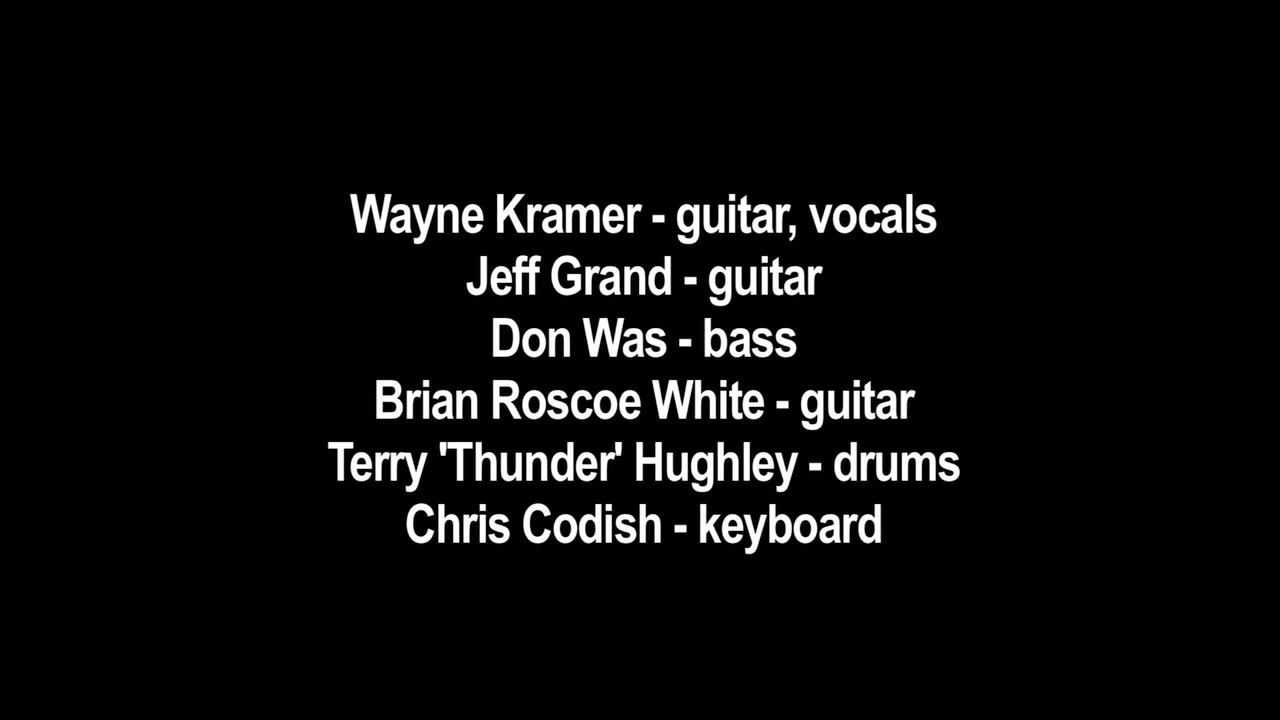 Wayne Kramer - guitar, vocals
Jeff Grand - guitar
Don Was - bass
Brian Roscoe White - guitar
Terry 'Thunder' Hughley - drums
Chris Codish - keyboard